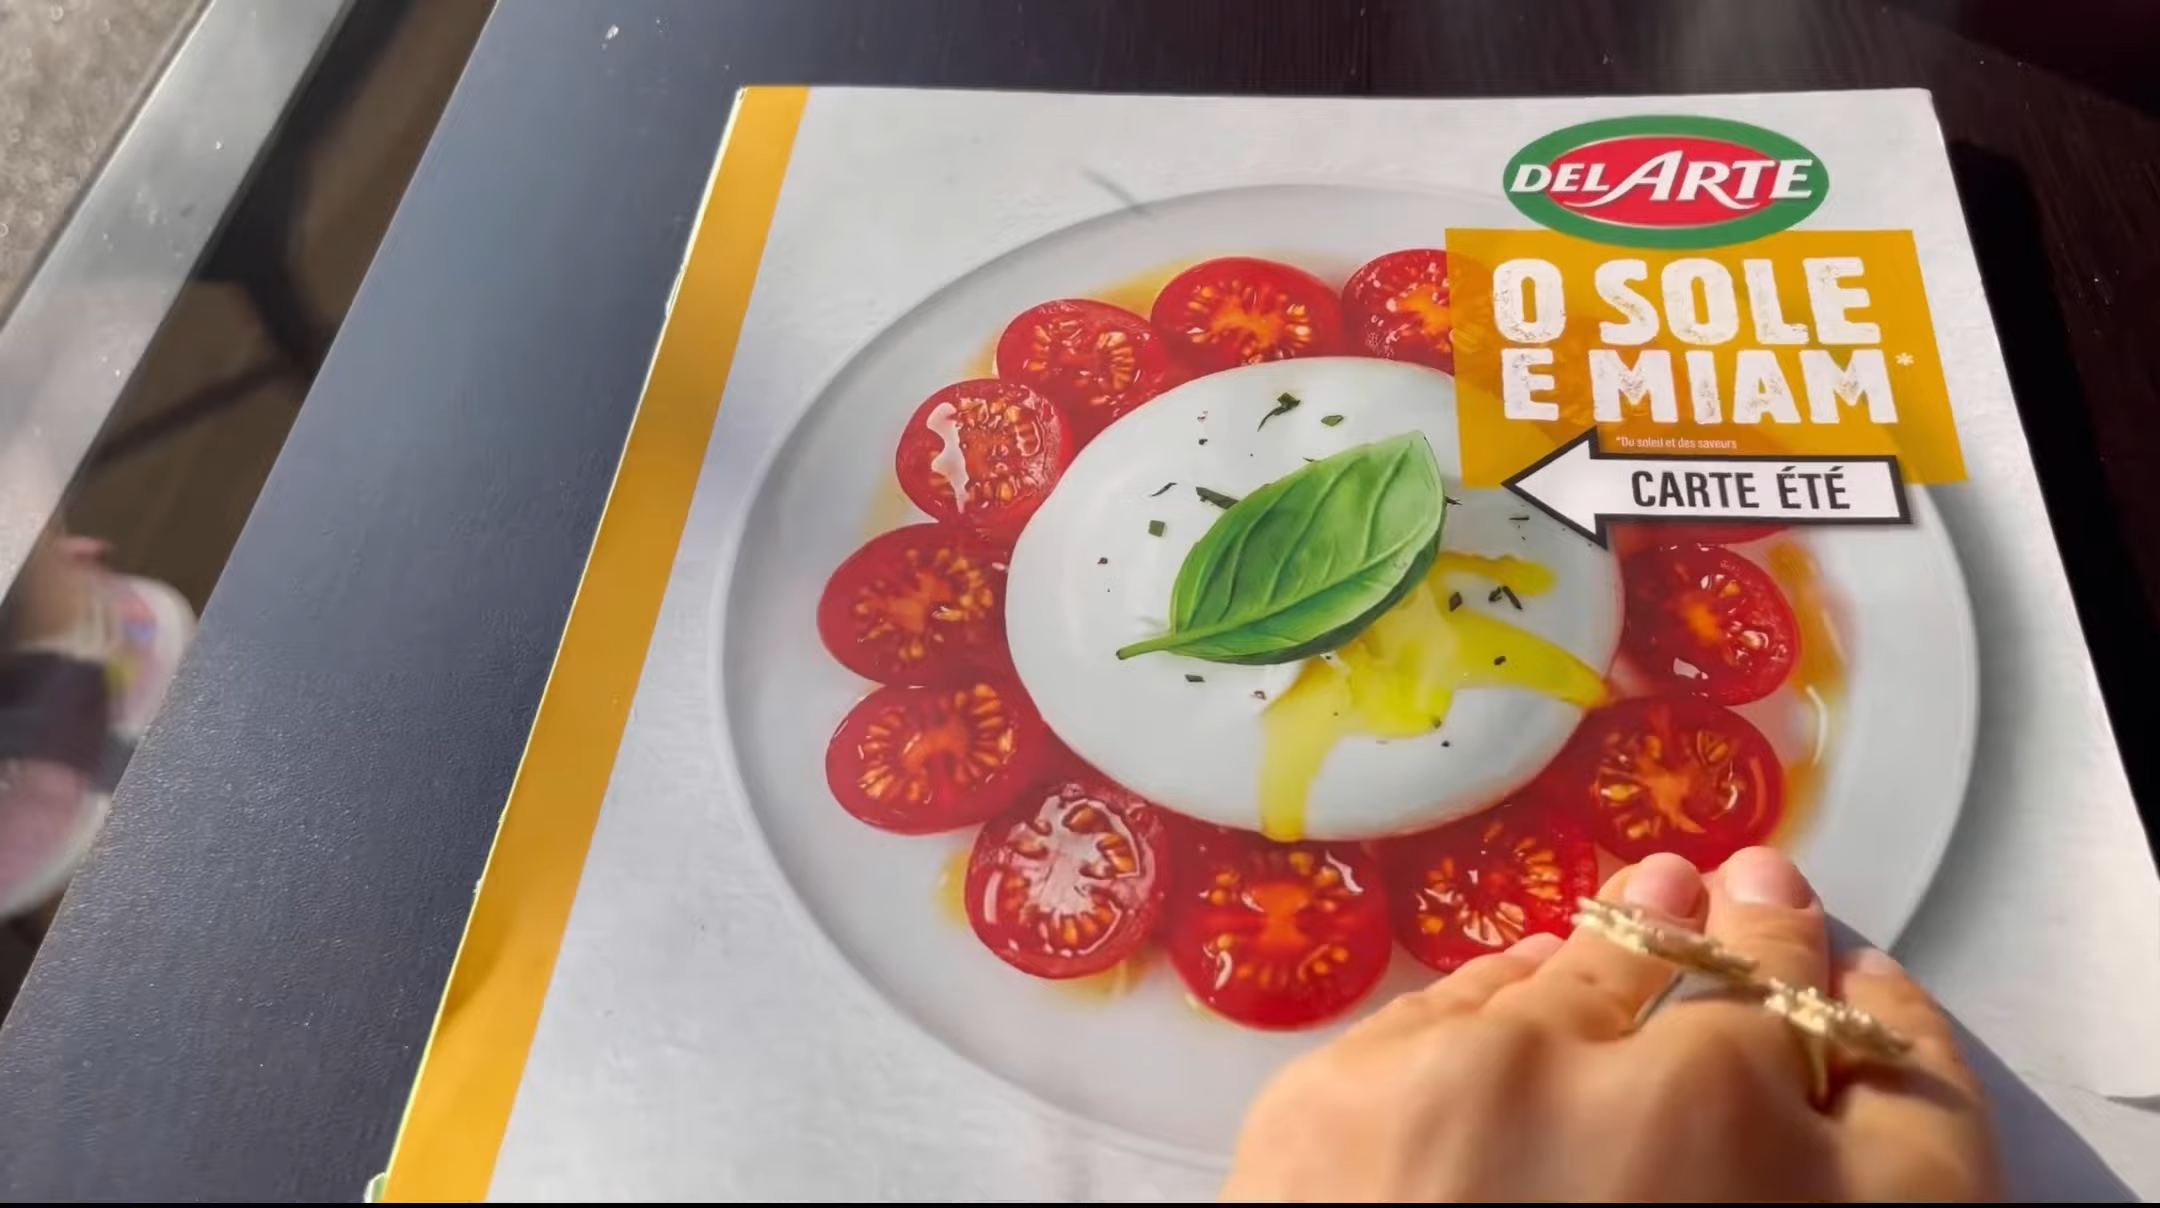 DEL ARTE
O SOLE
E MIAM*
*Du soleil et des saveurs
CARTE ÉTÉ